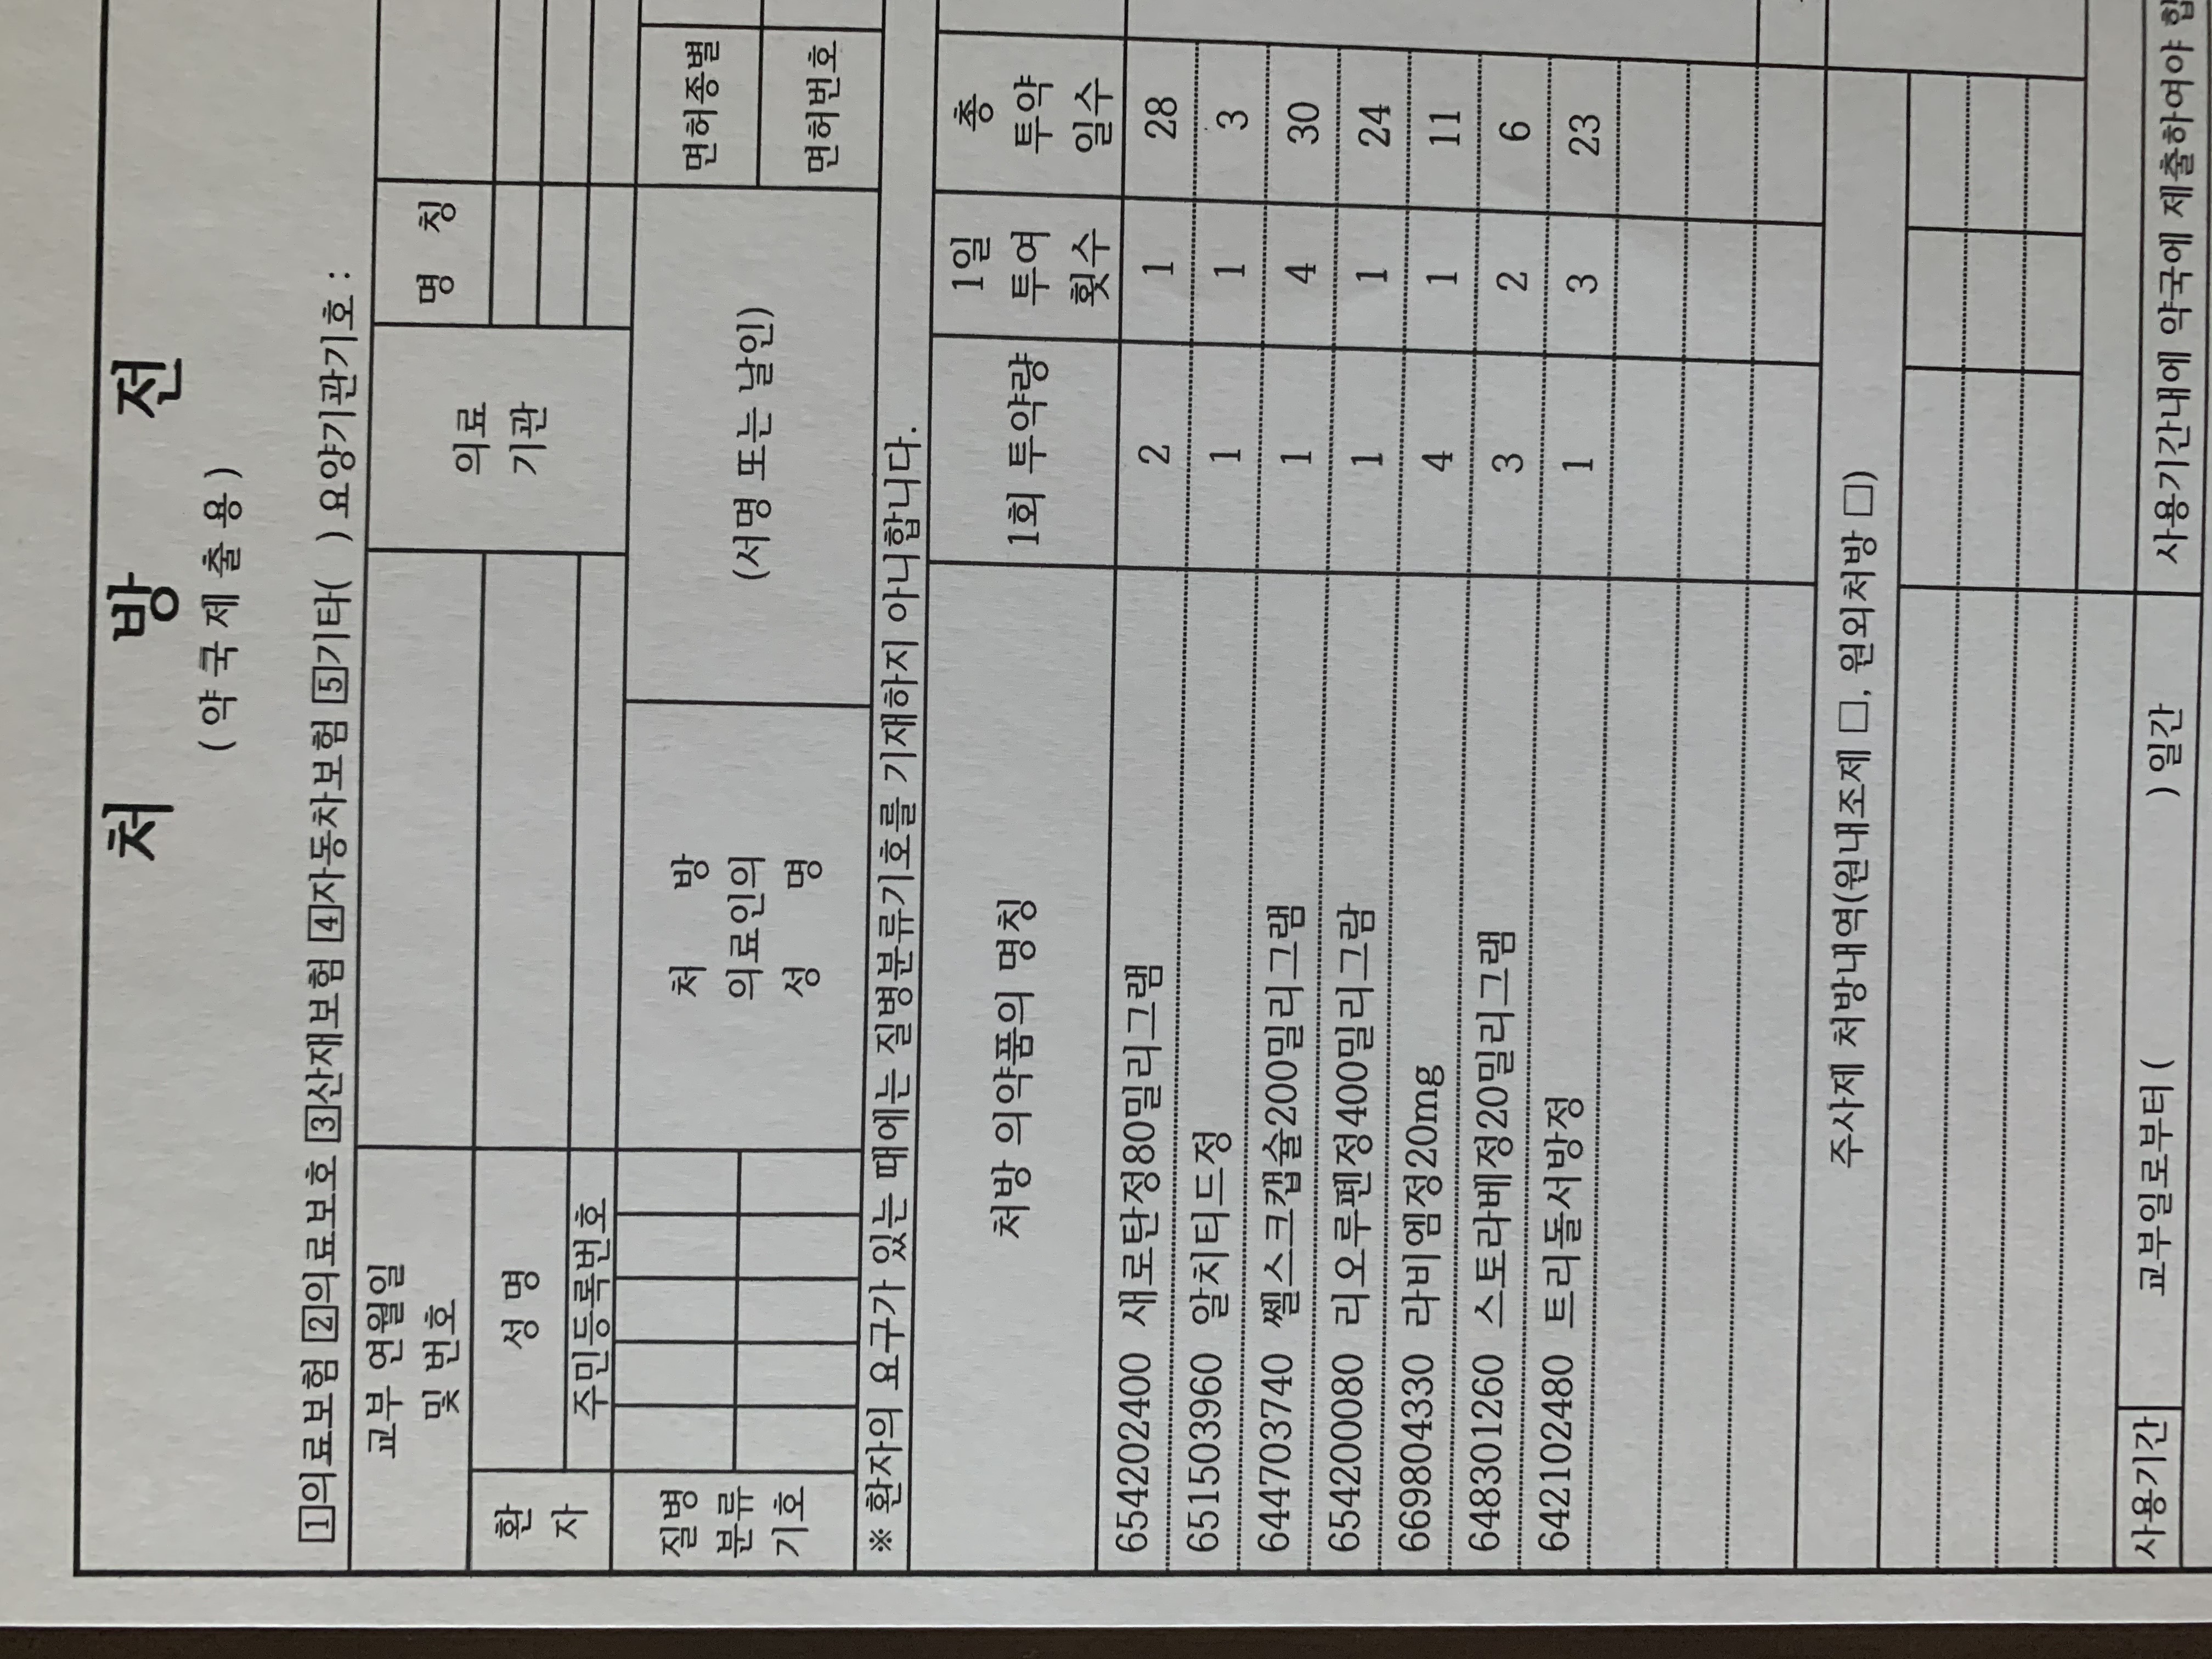 처 방 전
(약국제출용)
1의료보험 2의료보호 3산재보험 4자동차보험 5기타( ) 요양기관기호 :
교부 연월일
및 번호
환자
성 명
주민등록번호
의료
기관
명 칭
질병
분류
기호
처 방
의료인의
성 명
(서명 또는 날인)
면허종별
면허번호
※ 환자의 요구가 있는 때에는 질병분류기호를 기재하지 아니합니다.
처방 의약품의 명칭 1회 투약량 1일 투여 횟수 총 투약 일수
654202400 새로탄정80밀리그램 2 1 28
651503960 알치티드정 1 1 3
644703740 쎌스크캡슐200밀리그램 1 4 30
654200080 리오루펜정400밀리그람 1 1 24
669804330 라비엠정20mg 4 1 11
648301260 스토라베정20밀리그램 3 2 6
642102480 트리돌서방정 1 3 23
주사제 처방내역(원내조제 □, 원외처방 □)
사용기간 교부일로부터 ( ) 일간 사용기간내에 약국에 제출하여야